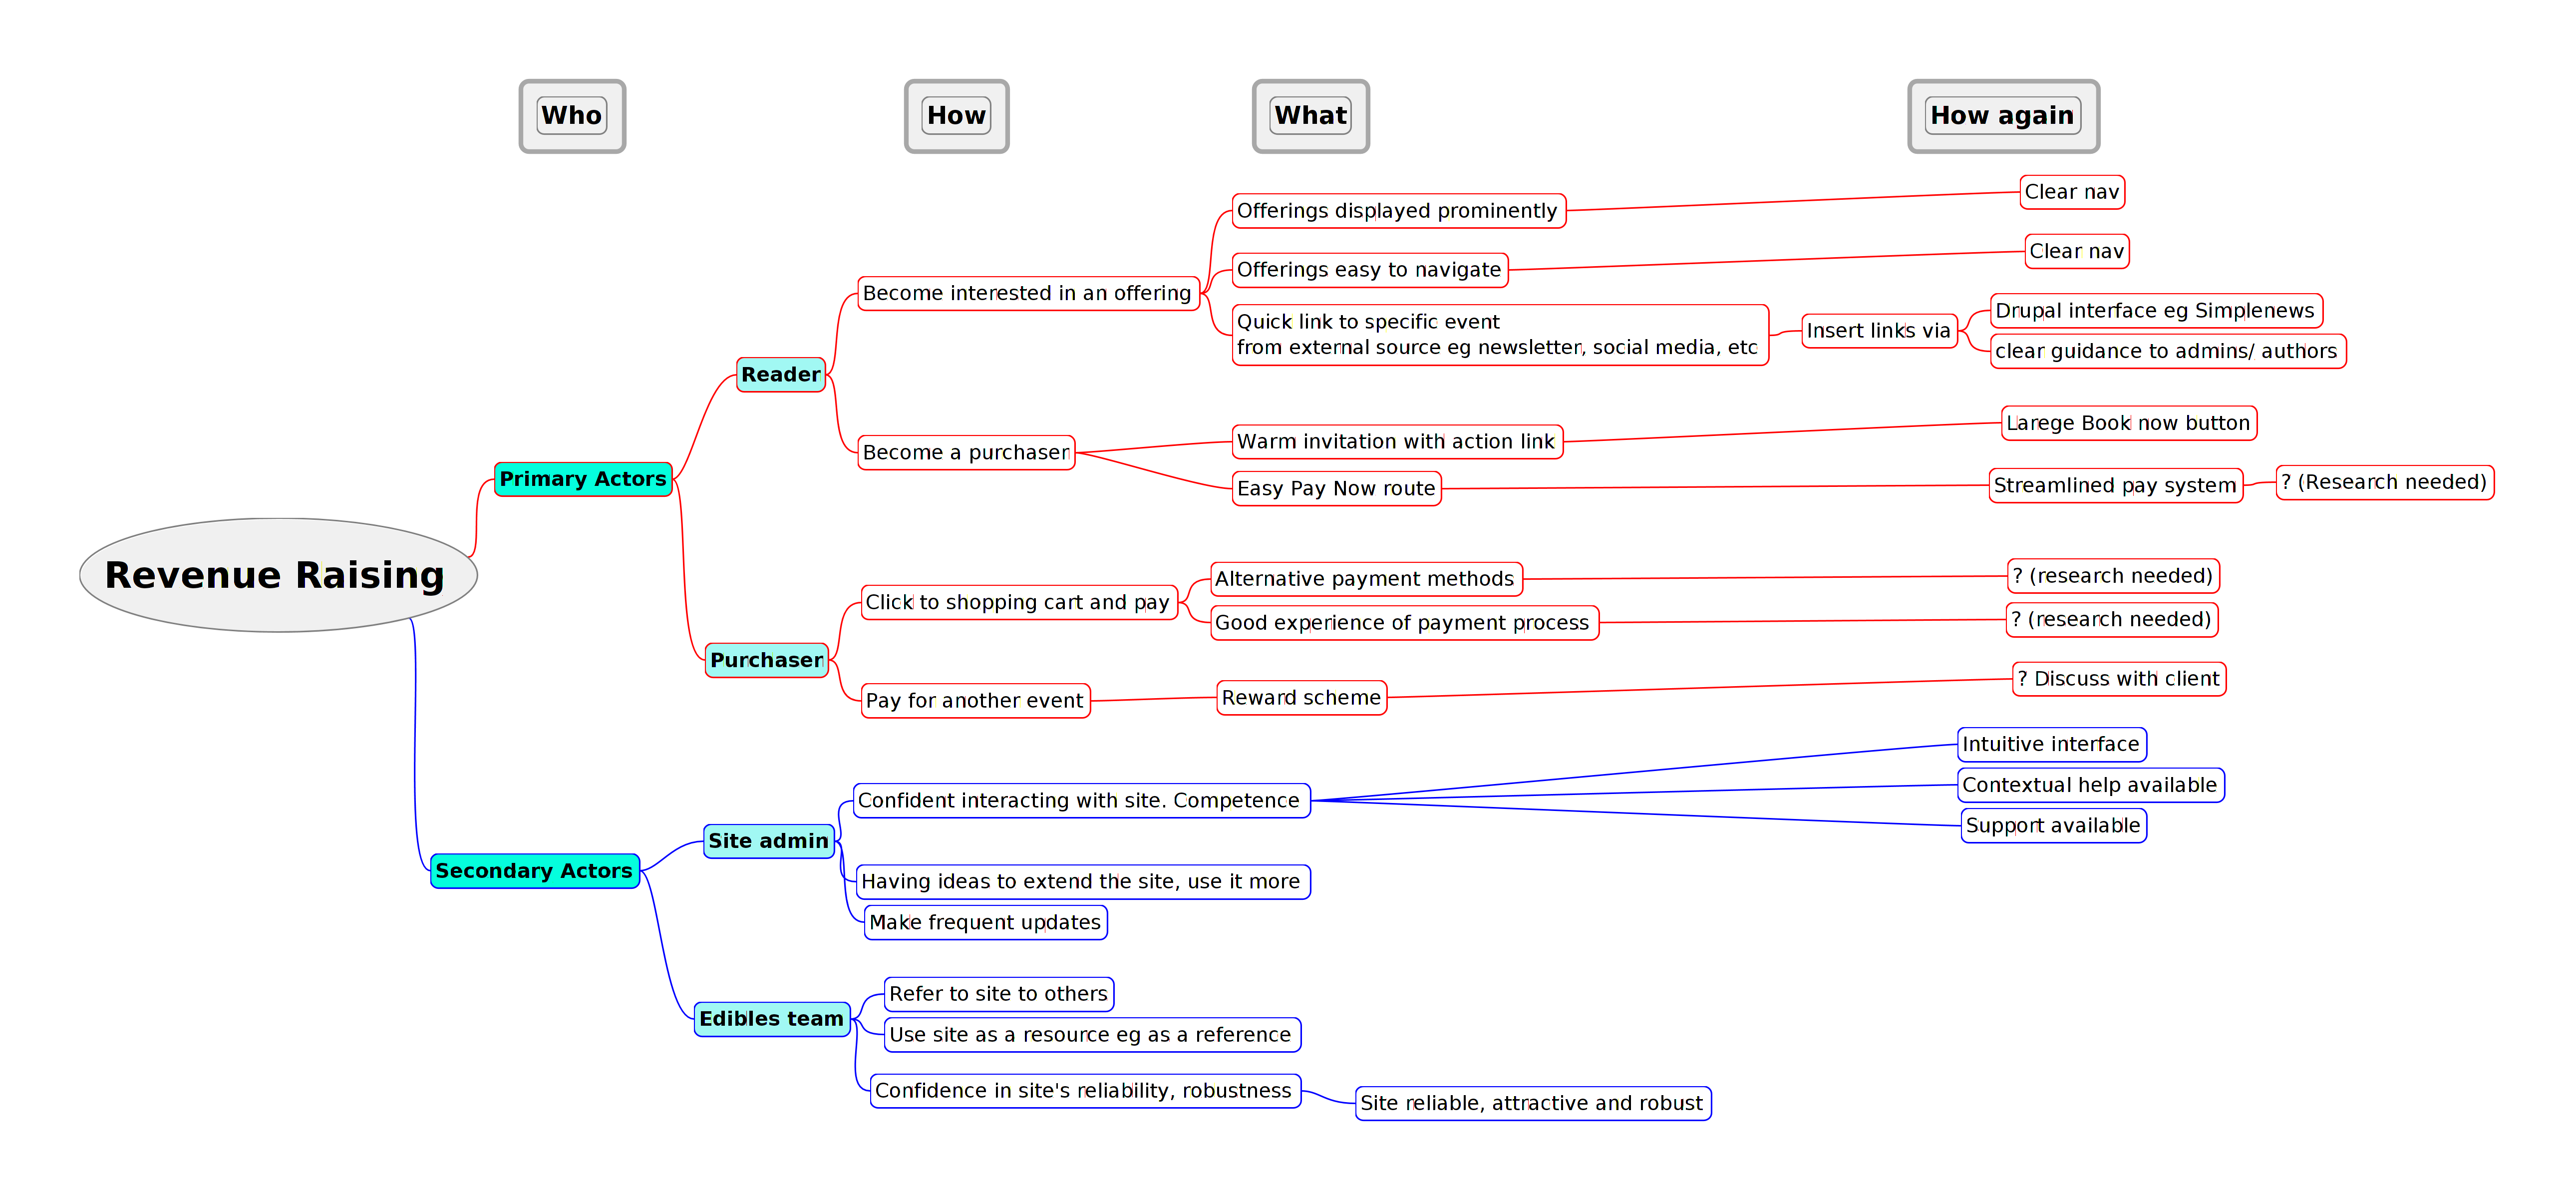 Who
How
What
How again
Clear nav
Offerings displayed prominently
Clear nav
Offerings easy to navigate
Become interested in an offering
Drupal interface eg Simplenews
Quick link to specific event
from external source eg newsletter, social media, etc
Insert links via
clear guidance to admins/ authors
Reader
Larege Book now button
Warm invitation with action link
Become a purchaser
Primary Actors
Easy Pay Now route
Streamlined pay system
? (Research needed)
Revenue Raising
Alternative payment methods
? (research needed)
Click to shopping cart and pay
Good experience of payment process
? (research needed)
Purchaser
? Discuss with client
Pay for another event
Reward scheme
Intuitive interface
Contextual help available
Confident interacting with site. Competence
Support available
Site admin
Secondary Actors
Having ideas to extend the site, use it more
Make frequent updates
Refer to site to others
Edibles team
Use site as a resource eg as a reference
Confidence in site's reliability, robustness
Site reliable, attractive and robust